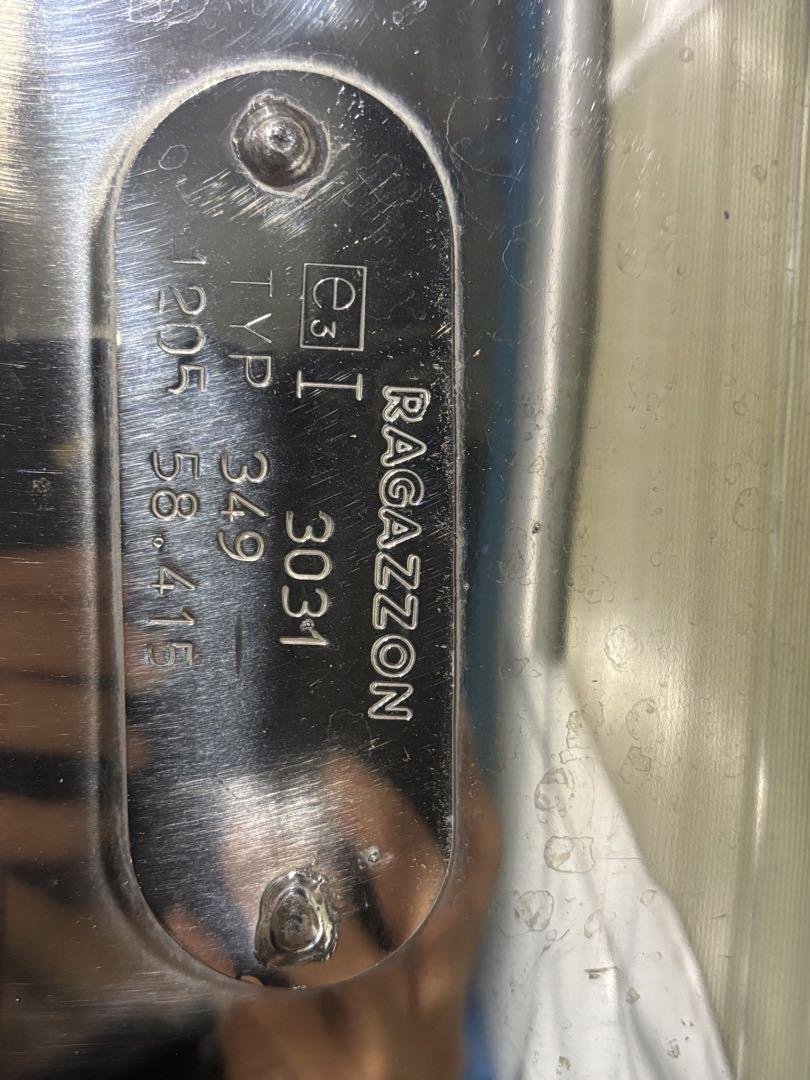 RAGAZZON
e3 I 3031
TYP 349 -
1205 58.415